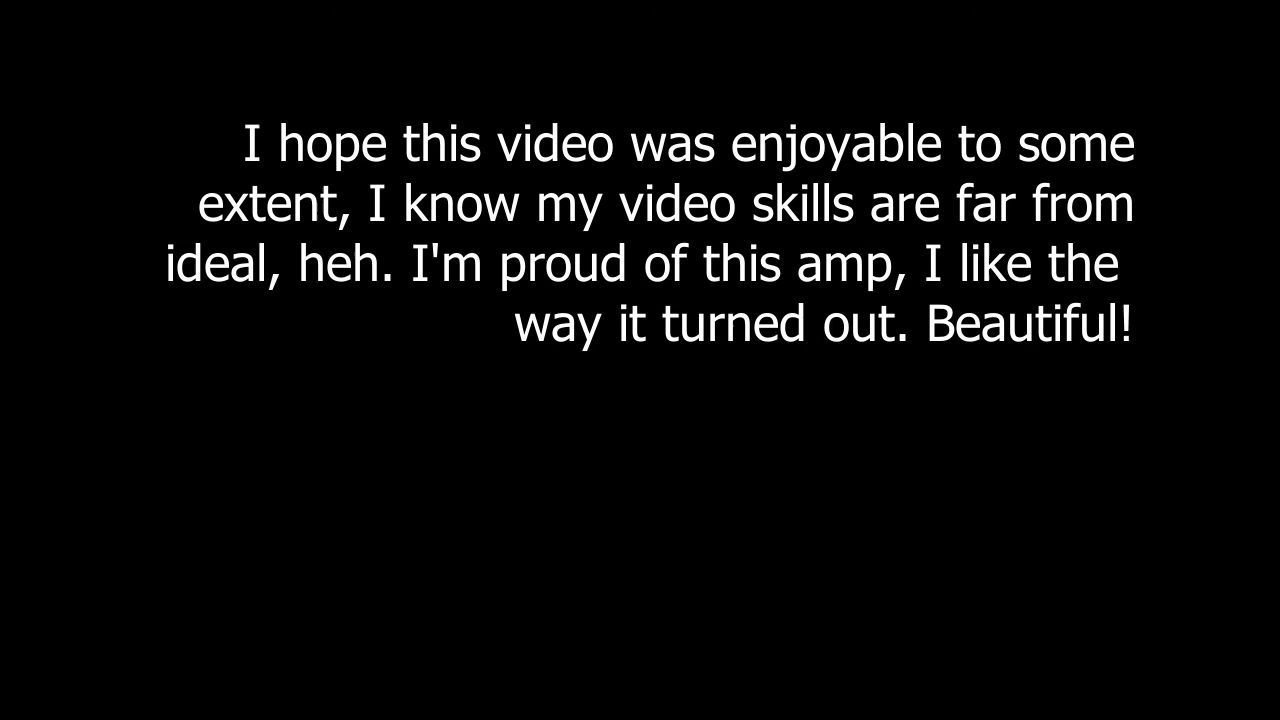 I hope this video was enjoyable to some
extent, I know my video skills are far from
ideal, heh. I'm proud of this amp, I like the
way it turned out. Beautiful!